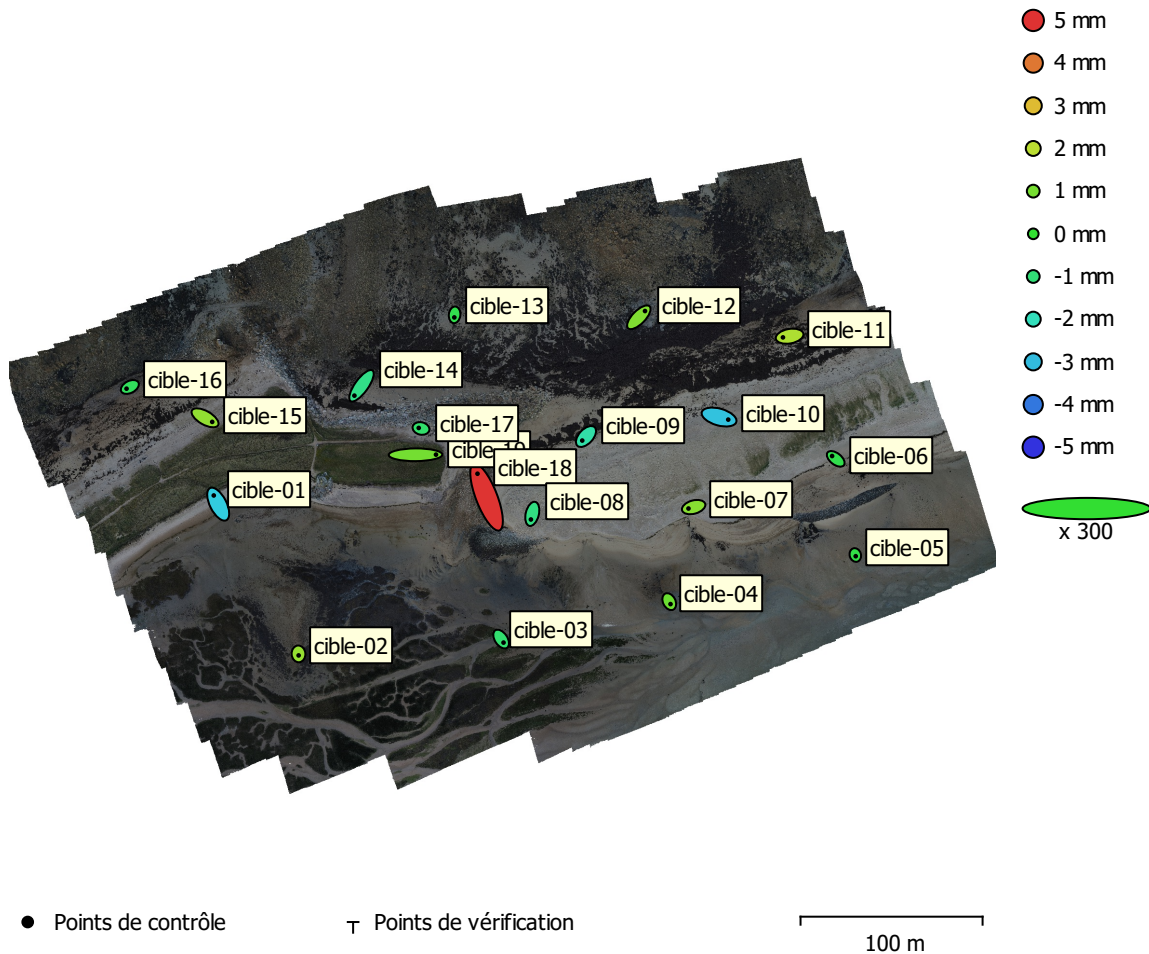 5 mm
4 mm
3 mm
2 mm
1 mm
0 mm
-1 mm
-2 mm
-3 mm
-4 mm
-5 mm
x 300
cible-13
cible-12
cible-11
cible-14
cible-16
cible-15
cible-17
cible-09
cible-10
cible-18
cible-06
cible-01
cible-08
cible-07
cible-05
cible-04
cible-03
cible-02
Points de contrôle
Points de vérification
100 m